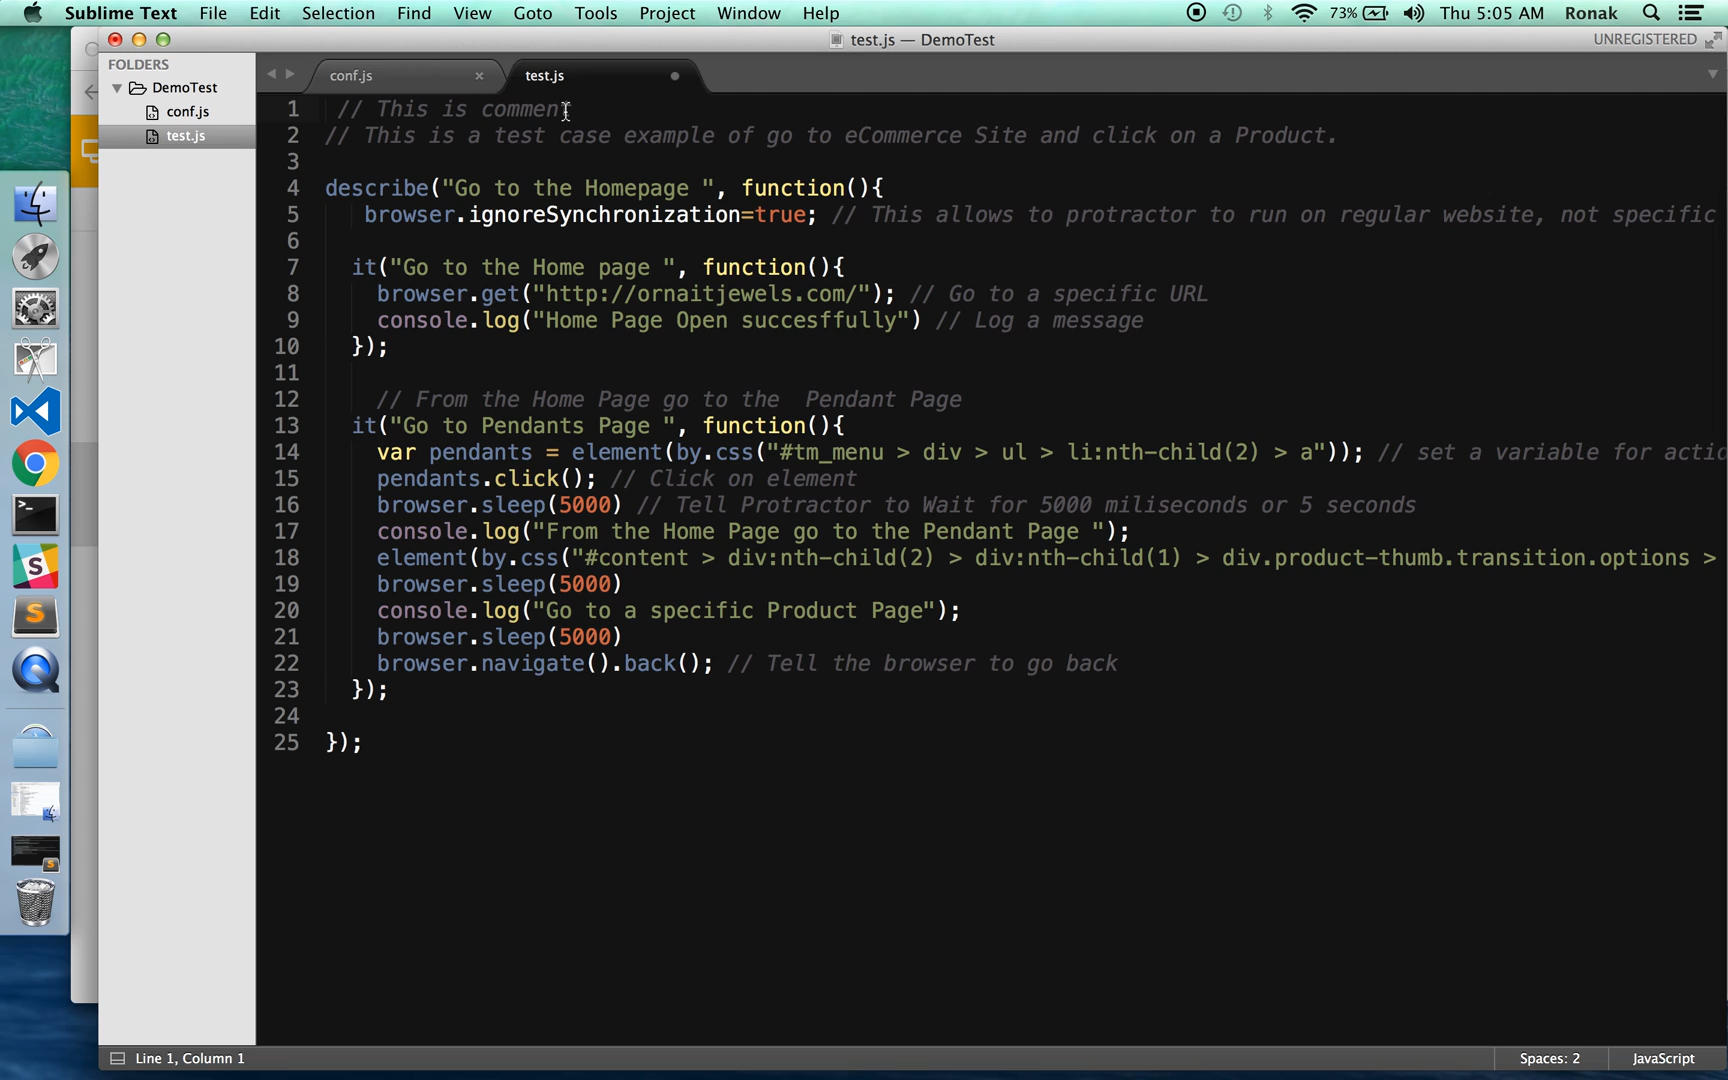 Sublime Text File Edit Selection Find View Goto Tools Project Window Help 73% Thu 5:05 AM Ronak
test.js — DemoTest UNREGISTERED
FOLDERS
DemoTest
conf.js
test.js
conf.js test.js
1 // This is comment
2 // This is a test case example of go to eCommerce Site and click on a Product.
3
4 describe("Go to the Homepage ", function(){
5 browser.ignoreSynchronization=true; // This allows to protractor to run on regular website, not specific
6
7 it("Go to the Home page ", function(){
8 browser.get("http://ornaitjewels.com/"); // Go to a specific URL
9 console.log("Home Page Open succesffully") // Log a message
10 });
11
12 // From the Home Page go to the  Pendant Page
13 it("Go to Pendants Page ", function(){
14 var pendants = element(by.css("#tm_menu > div > ul > li:nth-child(2) > a")); // set a variable for actio
15 pendants.click(); // Click on element
16 browser.sleep(5000) // Tell Protractor to Wait for 5000 miliseconds or 5 seconds
17 console.log("From the Home Page go to the Pendant Page ");
18 element(by.css("#content > div:nth-child(2) > div:nth-child(1) > div.product-thumb.transition.options >
19 browser.sleep(5000)
20 console.log("Go to a specific Product Page");
21 browser.sleep(5000)
22 browser.navigate().back(); // Tell the browser to go back
23 });
24
25 });
Line 1, Column 1 Spaces: 2 JavaScript